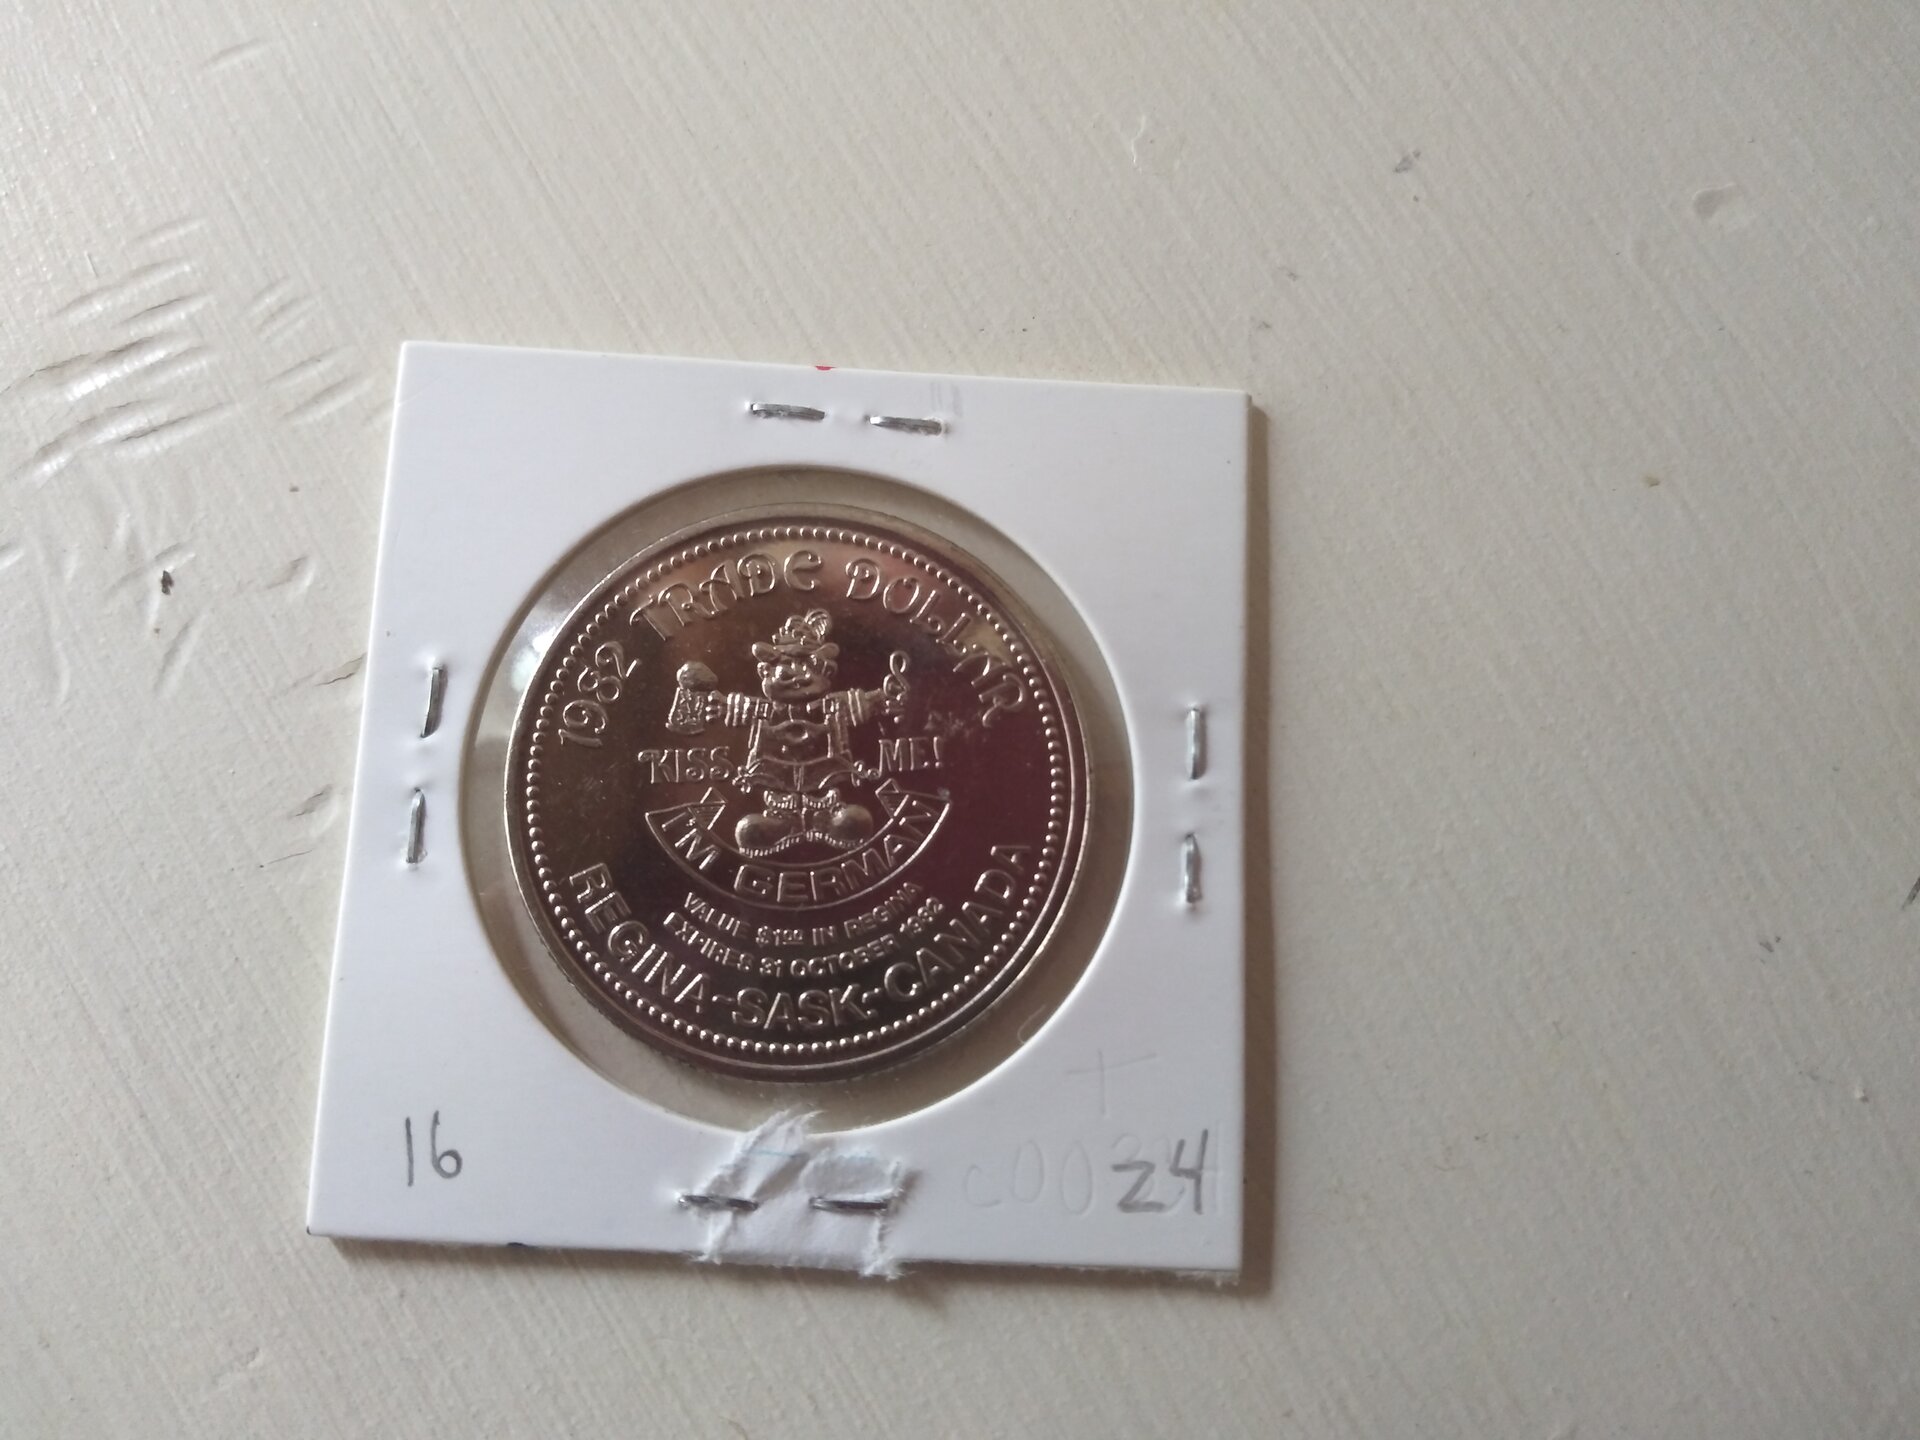 1982 TRADE DOLLAR
KISS ME!
I'M GERMAN
VALUE $1.00 IN REGINA
EXPIRES 31 OCTOBER 1982
REGINA-SASK-CANADA
16
24